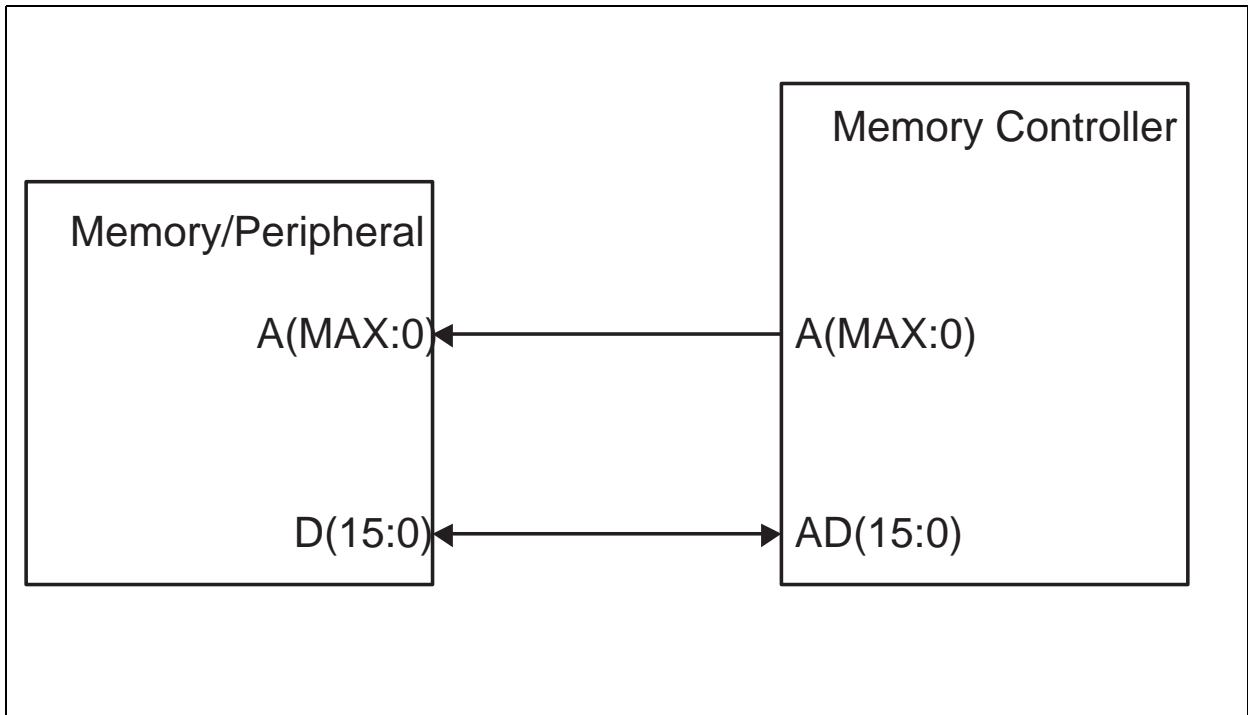 Memory Controller
Memory/Peripheral
A(MAX:0) A(MAX:0)
D(15:0) AD(15:0)